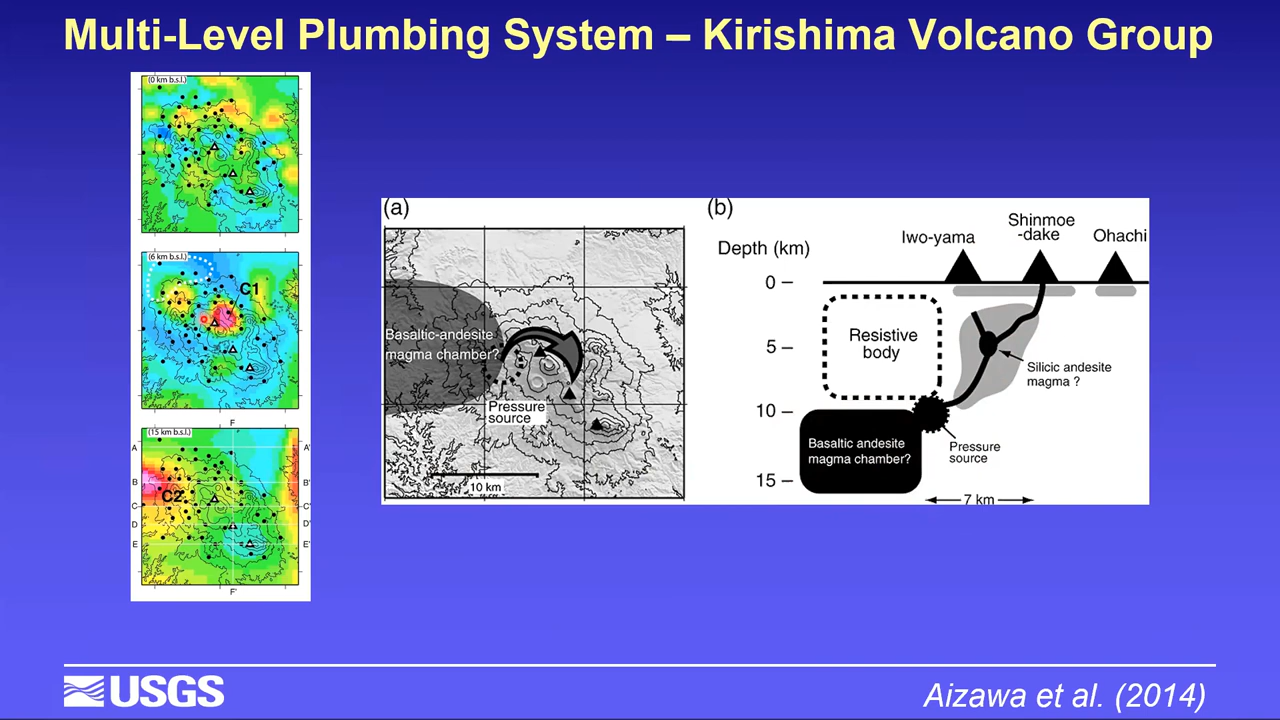 Multi-Level Plumbing System – Kirishima Volcano Group
(0 km b.s.l.)
(6 km b.s.l.)
C1
F
(15 km b.s.l.)
A A'
B B'
C2
C C'
D D'
E E'
F'
(a)
Basaltic-andesite
magma chamber?
Pressure
source
10 km
(b)
Shinmoe
-dake
Iwo-yama
Ohachi
Depth (km)
0
Resistive
body
5
Silicic andesite
magma ?
10
Basaltic andesite
magma chamber?
Pressure
source
15
7 km
USGS
Aizawa et al. (2014)